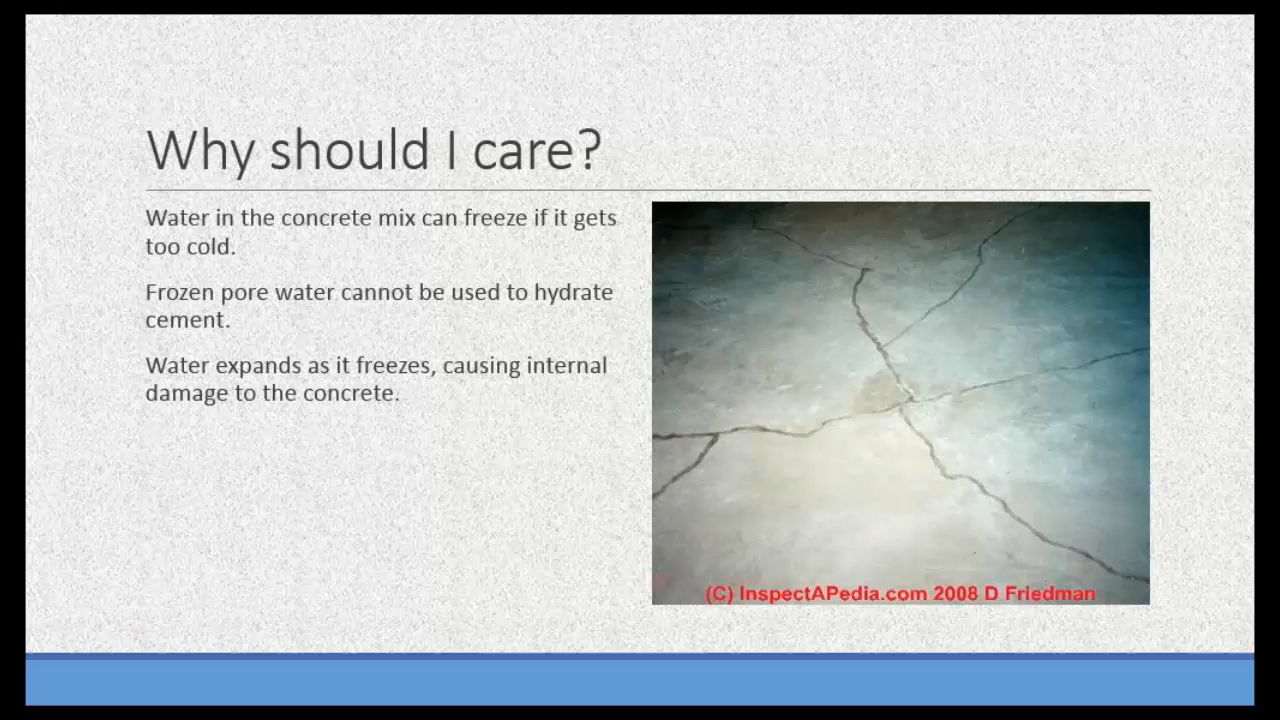 Why should I care?
Water in the concrete mix can freeze if it gets
too cold.
Frozen pore water cannot be used to hydrate
cement.
Water expands as it freezes, causing internal
damage to the concrete.
(C) InspectAPedia.com 2008 D Friedman